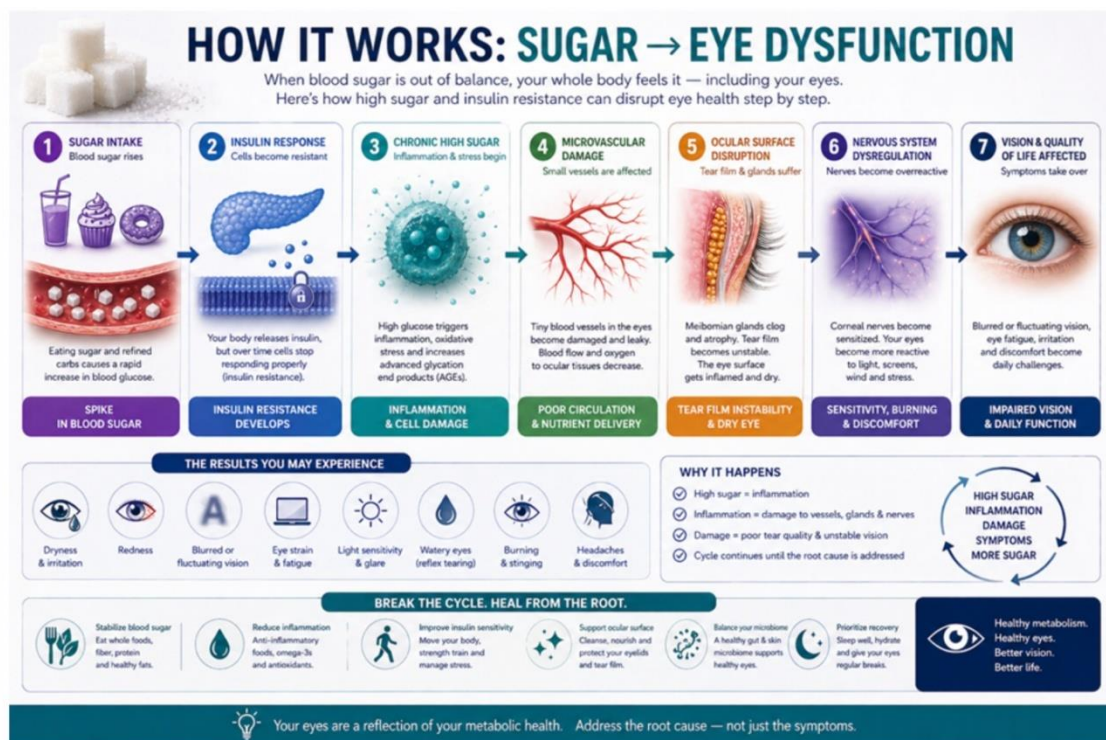 HOW IT WORKS: SUGAR → EYE DYSFUNCTION
When blood sugar is out of balance, your whole body feels it — including your eyes.
Here's how high sugar and insulin resistance can disrupt eye health step by step.
1
SUGAR INTAKE
Blood sugar rises
Eating sugar and refined
carbs causes a rapid
increase in blood glucose.
SPIKE
IN BLOOD SUGAR
2
INSULIN RESPONSE
Cells become resistant
Your body releases insulin,
but over time cells stop
responding properly
(insulin resistance).
INSULIN RESISTANCE
DEVELOPS
3
CHRONIC HIGH SUGAR
Inflammation & stress begin
High glucose triggers
inflammation, oxidative
stress and increases
advanced glycation
end products (AGEs).
INFLAMMATION
& CELL DAMAGE
4
MICROVASCULAR
DAMAGE
Small vessels are affected
Tiny blood vessels in the eyes
become damaged and leaky.
Blood flow and oxygen
to ocular tissues decrease.
POOR CIRCULATION
& NUTRIENT DELIVERY
5
OCULAR SURFACE
DISRUPTION
Tear film & glands suffer
Meibomian glands clog
and atrophy. Tear film
becomes unstable.
The eye surface
gets inflamed and dry.
TEAR FILM INSTABILITY
& DRY EYE
6
NERVOUS SYSTEM
DYSREGULATION
Nerves become overreactive
Corneal nerves become
sensitized. Your eyes
become more reactive
to light, screens,
wind and stress.
SENSITIVITY, BURNING
& DISCOMFORT
7
VISION & QUALITY
OF LIFE AFFECTED
Symptoms take over
Blurred or fluctuating vision,
eye fatigue, irritation
and discomfort become
daily challenges.
IMPAIRED VISION
& DAILY FUNCTION
THE RESULTS YOU MAY EXPERIENCE
Dryness
& irritation
Redness
A
Blurred or
fluctuating vision
Eye strain
& fatigue
Light sensitivity
& glare
Watery eyes
(reflex tearing)
Burning
& stinging
Headaches
& discomfort
WHY IT HAPPENS
High sugar = inflammation
Inflammation = damage to vessels, glands & nerves
Damage = poor tear quality & unstable vision
Cycle continues until the root cause is addressed
HIGH SUGAR
INFLAMMATION
DAMAGE
SYMPTOMS
MORE SUGAR
BREAK THE CYCLE. HEAL FROM THE ROOT.
Stabilize blood sugar
Eat whole foods,
fiber, protein
and healthy fats.
Reduce inflammation
Anti-inflammatory
foods, omega-3s
and antioxidants.
Improve insulin sensitivity
Move your body,
strength train and
manage stress.
Support ocular surface
Cleanse, nourish and
protect your eyelids
and tear film.
Balance your microbiome
A healthy gut & skin
microbiome supports
healthy eyes.
Prioritize recovery
Sleep well, hydrate
and give your eyes
regular breaks.
Healthy metabolism.
Healthy eyes.
Better vision.
Better life.
Your eyes are a reflection of your metabolic health. Address the root cause — not just the symptoms.